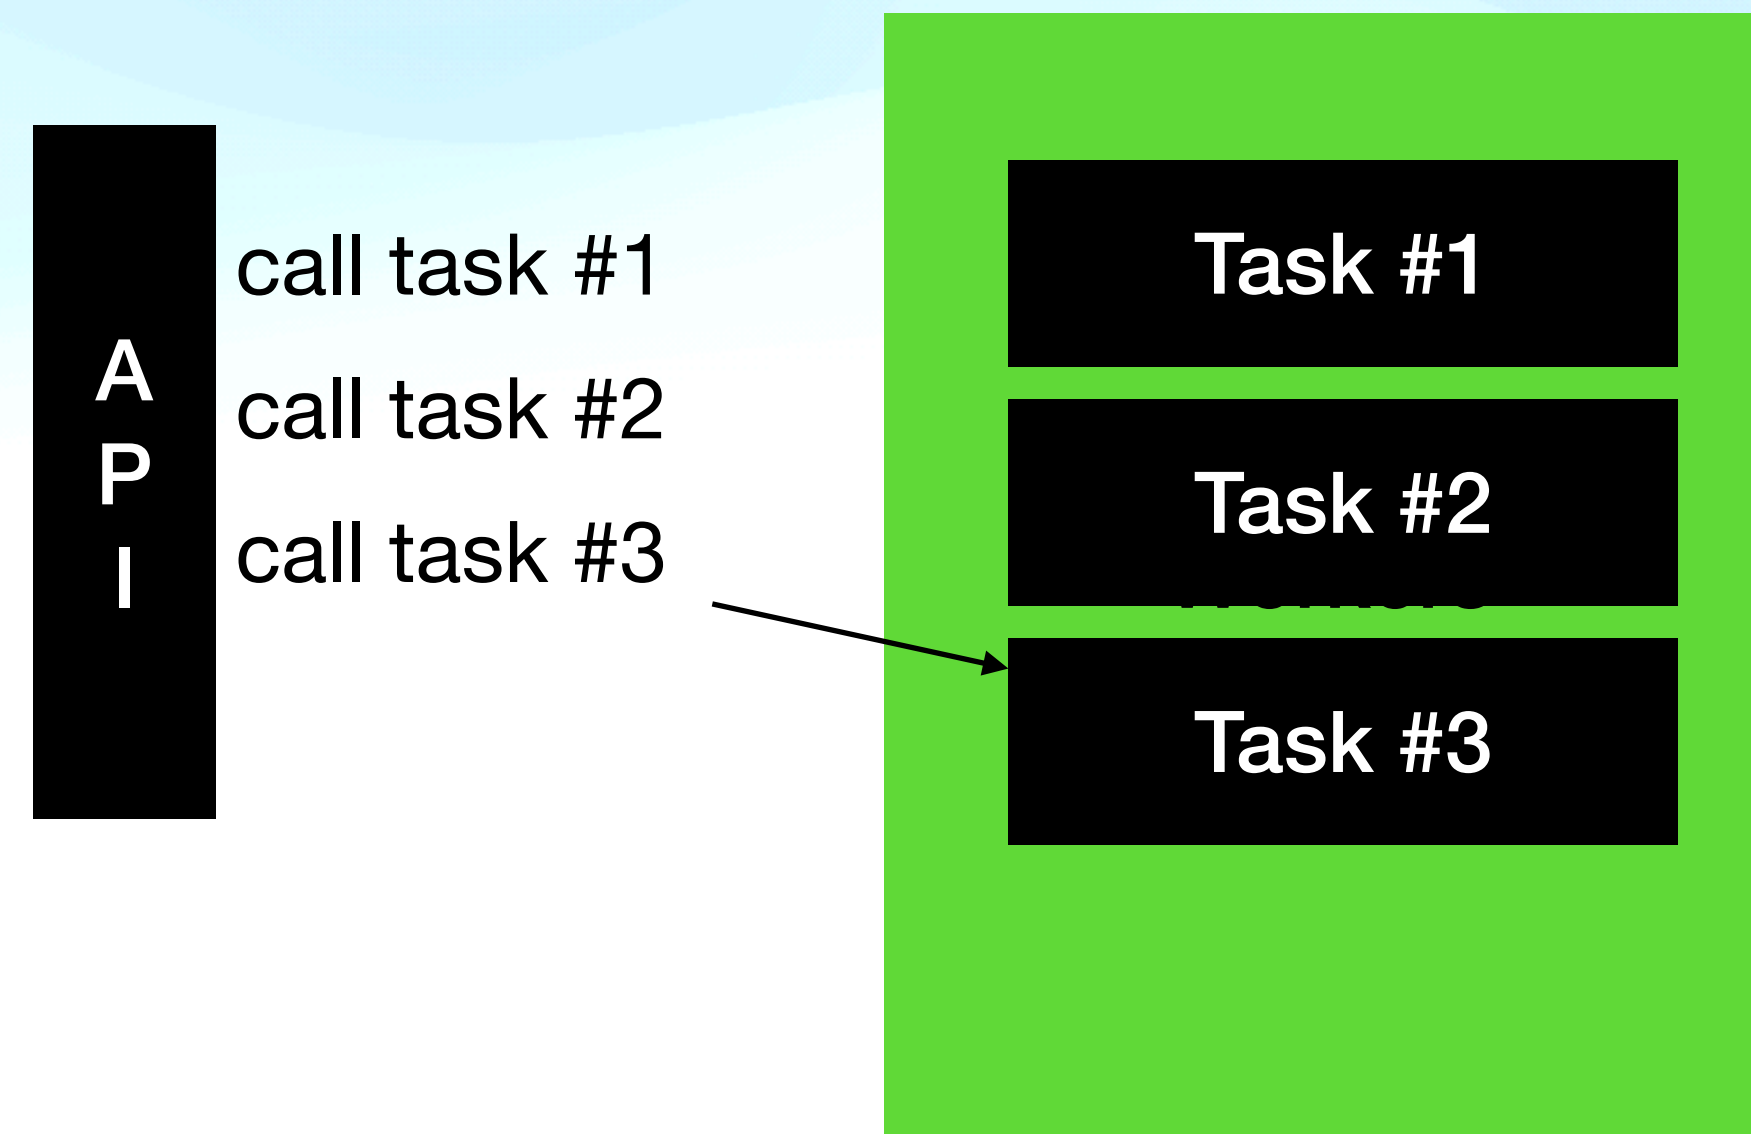 A
P
I
call task #1
call task #2
call task #3
Task #1
Task #2
Task #3